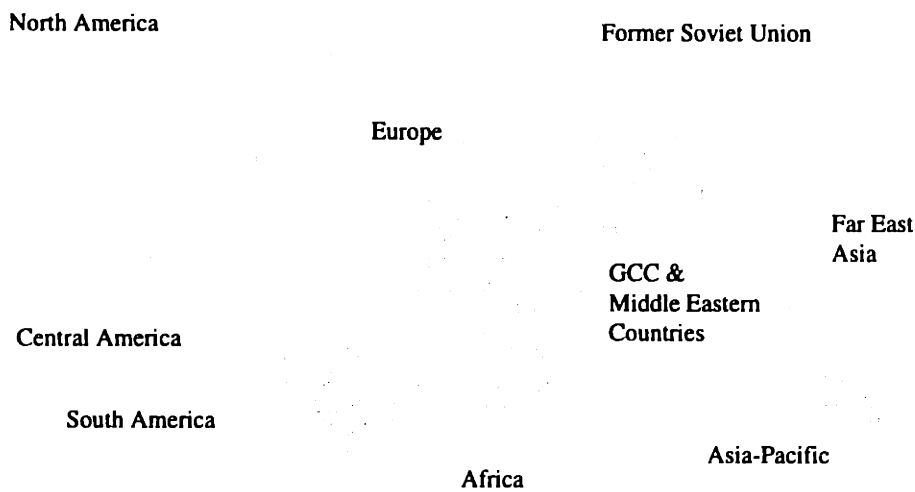 North America
Former Soviet Union
Europe
Far East
Asia
GCC &
Middle Eastern
Countries
Central America
South America
Asia-Pacific
Africa